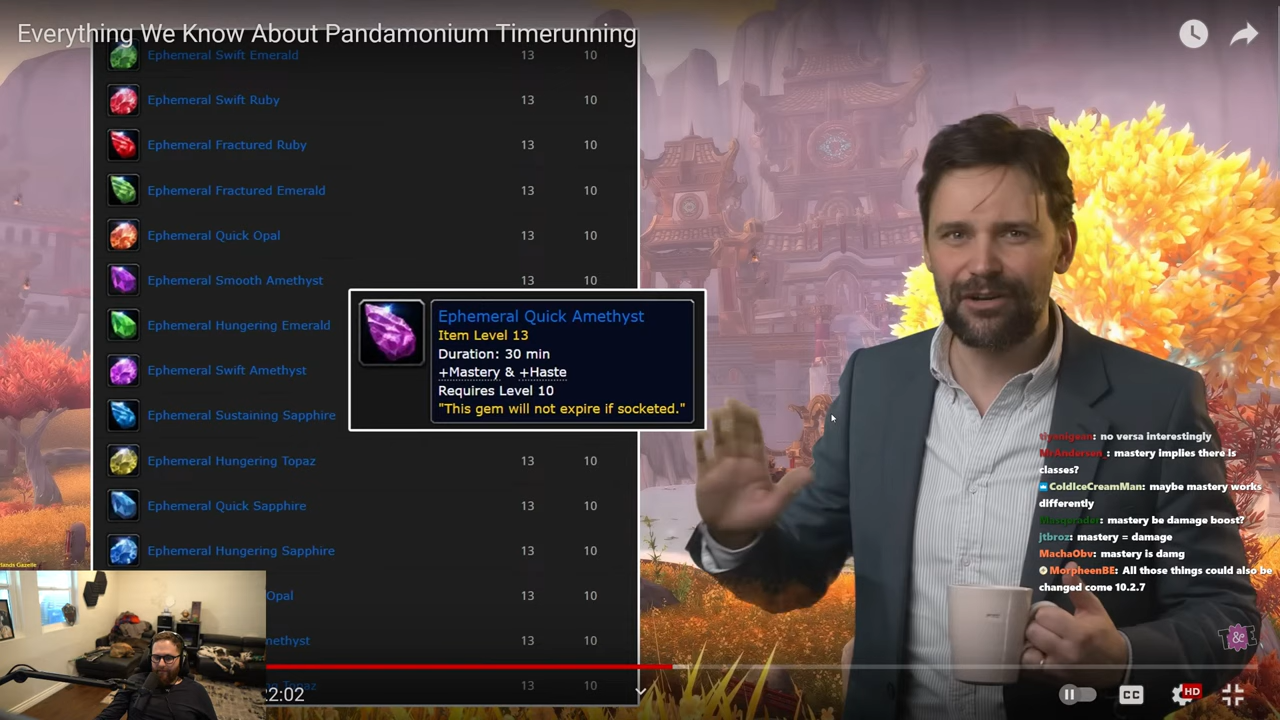 Everything We Know About Pandamonium Timerunning
Ephemeral Swift Emerald 13 10
Ephemeral Swift Ruby 13 10
Ephemeral Fractured Ruby 13 10
Ephemeral Fractured Emerald 13 10
Ephemeral Quick Opal 13 10
Ephemeral Smooth Amethyst 13 10
Ephemeral Hungering Emerald
Ephemeral Swift Amethyst
Ephemeral Sustaining Sapphire
Ephemeral Hungering Topaz 13 10
Ephemeral Quick Sapphire 13 10
Ephemeral Hungering Sapphire 13 10
Opal 13 10
methyst 13 10
Topaz 13 10
Ephemeral Quick Amethyst
Item Level 13
Duration: 30 min
+Mastery & +Haste
Requires Level 10
"This gem will not expire if socketed."
: no versa interestingly
MrAndersen : mastery implies there is
classes?
ColdIceCreamMan: maybe mastery works
differently
: mastery be damage boost?
jtbroz: mastery = damage
MachaObv: mastery is damg
MorpheenBE: All those things could also be
changed come 10.2.7
T&E
lands Gazelle
2:02
CC
HD